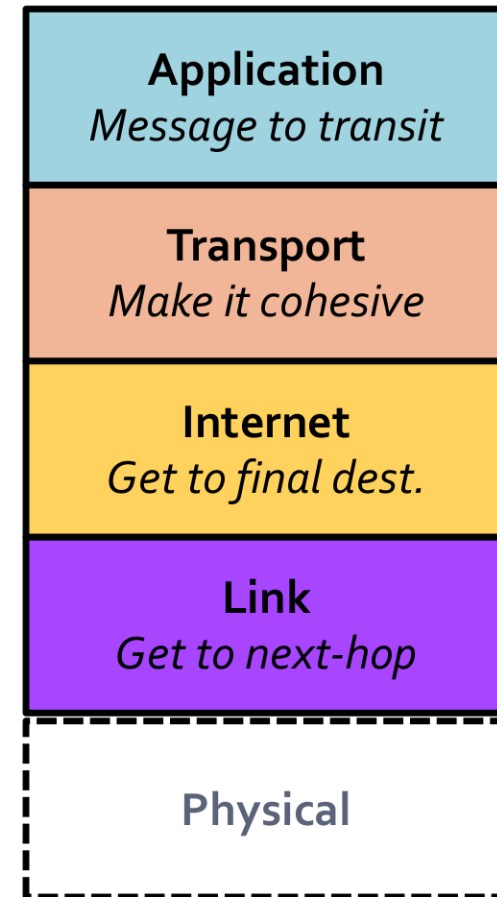 Application
Message to transit
Transport
Make it cohesive
Internet
Get to final dest.
Link
Get to next-hop
Physical